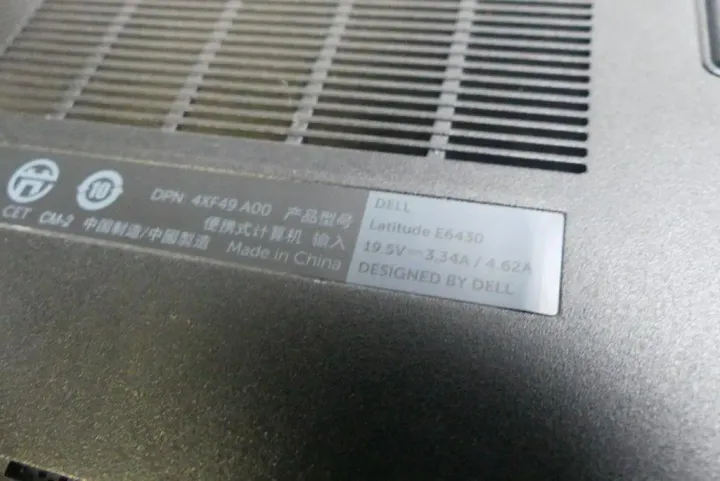 10
DPN 4XF49 A00 产品型号
便携式计算机 输入
CET CM-2 中国制造/中國製造
Made in China
DELL
Latitude E6430
19.5V⎓3.34A / 4.62A
DESIGNED BY DELL